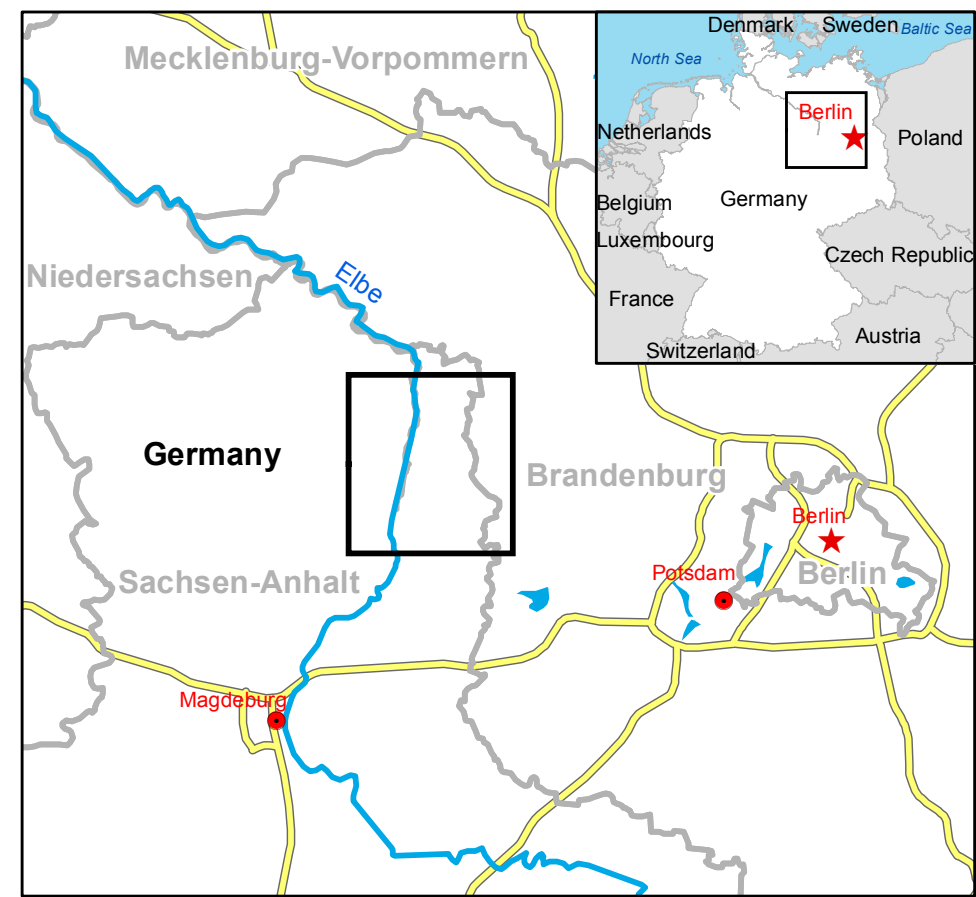 Denmark
Sweden
Baltic Sea
North Sea
Mecklenburg-Vorpommern
Berlin
Netherlands
Poland
Belgium
Germany
Luxembourg
Czech Republic
Niedersachsen
Elbe
France
Austria
Switzerland
Germany
Brandenburg
Berlin
Potsdam
Berlin
Sachsen-Anhalt
Magdeburg